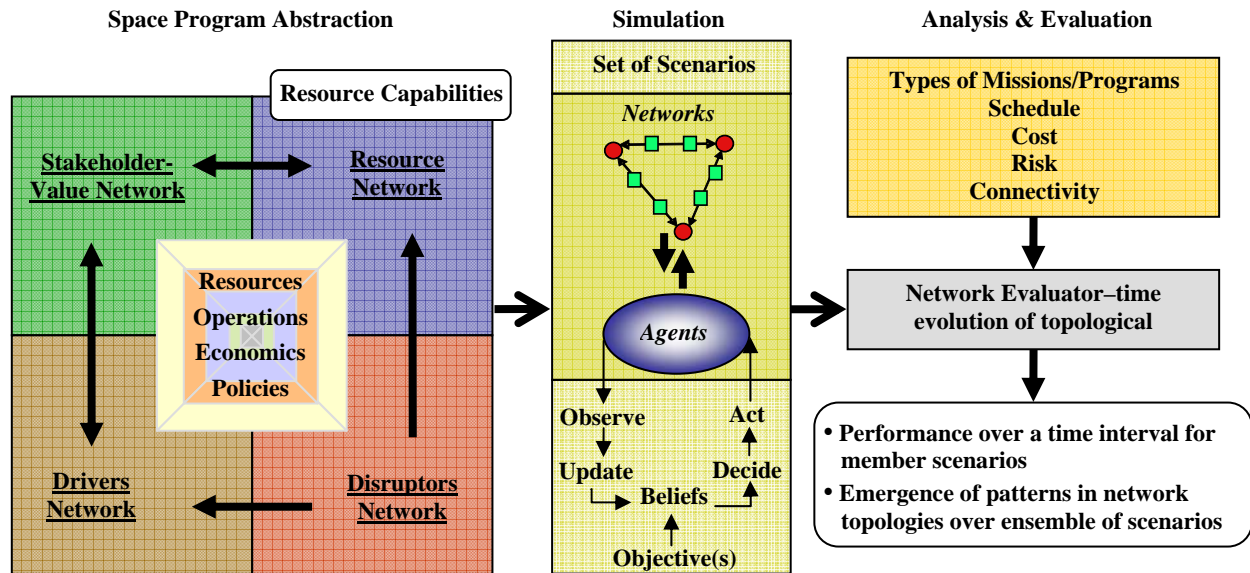 Space Program Abstraction
Resource Capabilities
Stakeholder-
Value Network
Resource
Network
Resources
Operations
Economics
Policies
Drivers
Network
Disruptors
Network
Simulation
Set of Scenarios
Networks
Agents
Observe
Act
Update
Decide
Beliefs
Objective(s)
Analysis & Evaluation
Types of Missions/Programs
Schedule
Cost
Risk
Connectivity
Network Evaluator–time
evolution of topological
• Performance over a time interval for
member scenarios
• Emergence of patterns in network
topologies over ensemble of scenarios